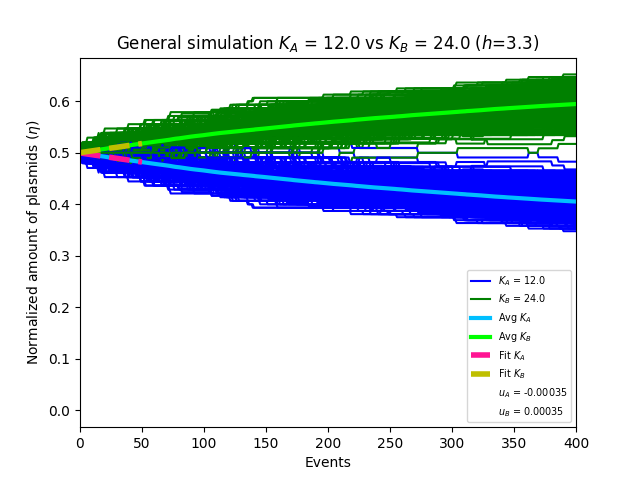 General simulation K_A = 12.0 vs K_B = 24.0 (h=3.3)
Normalized amount of plasmids (η)
0.6
0.5
0.4
0.3
0.2
0.1
0.0
K_A = 12.0
K_B = 24.0
Avg K_A
Avg K_B
Fit K_A
Fit K_B
u_A = -0.00035
u_B = 0.00035
0 50 100 150 200 250 300 350 400
Events